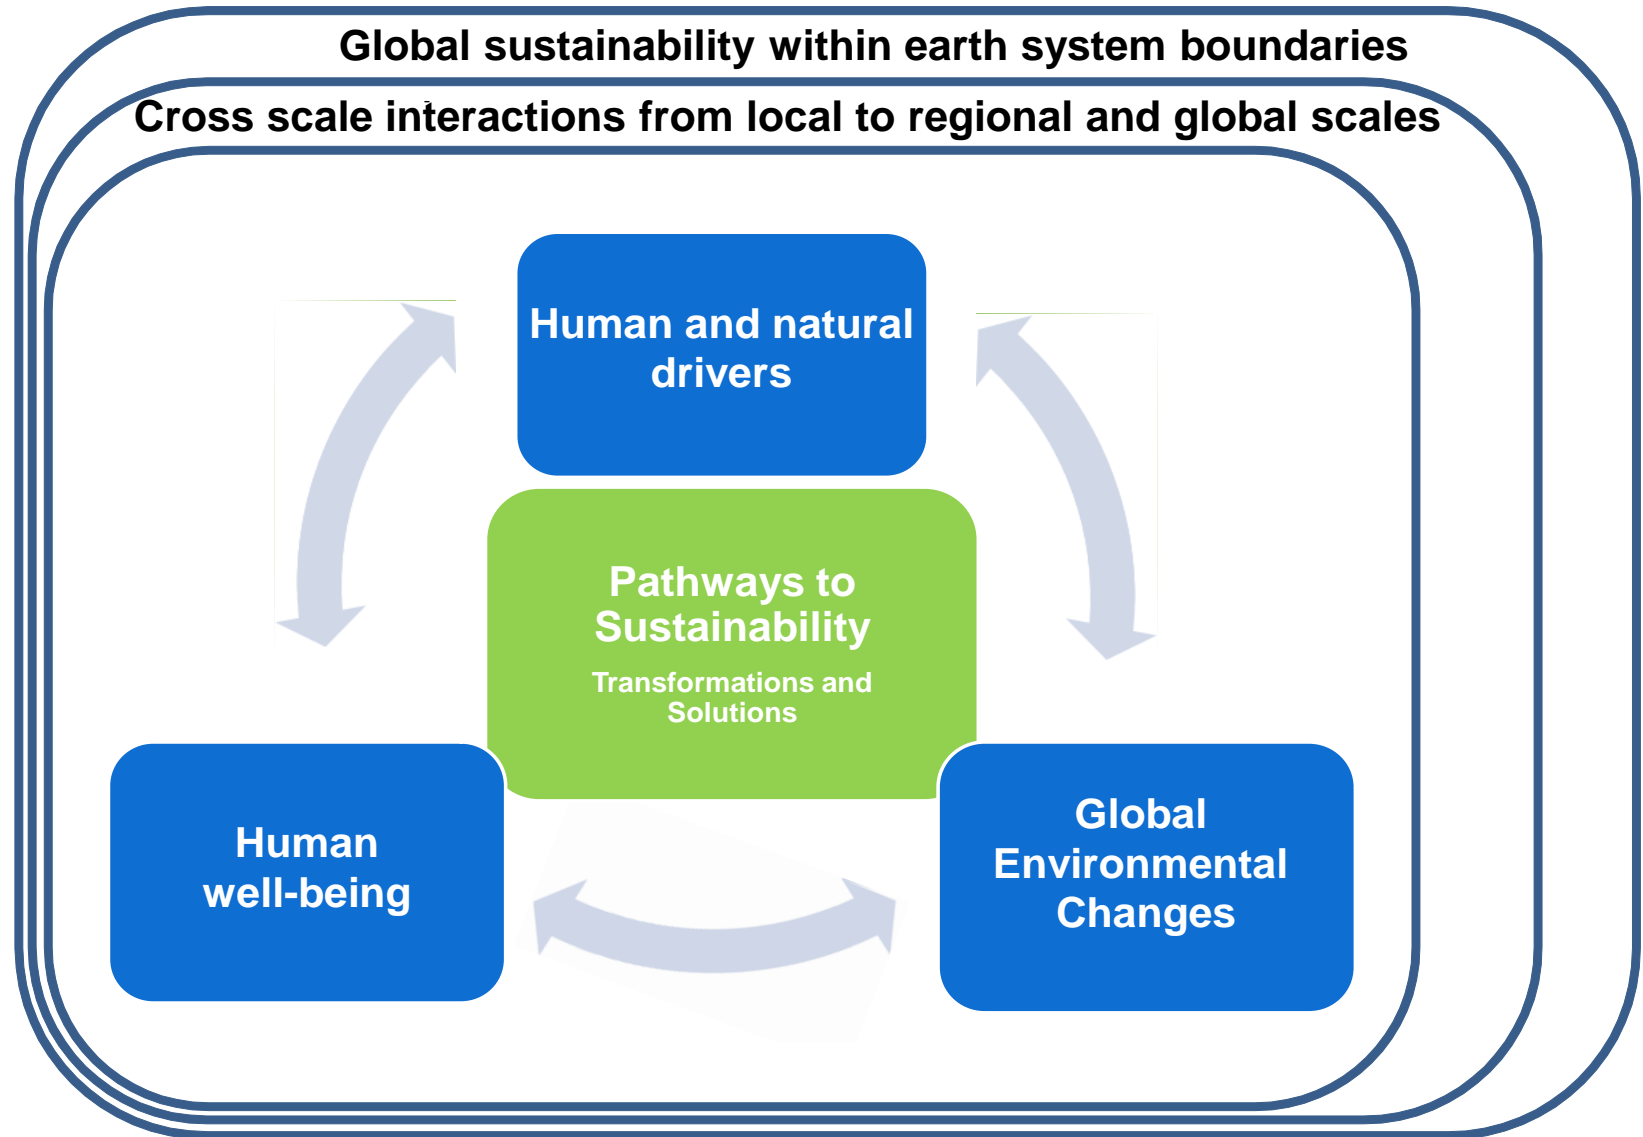 Global sustainability within earth system boundaries
Cross scale interactions from local to regional and global scales
Human and natural
drivers
Pathways to
Sustainability
Transformations and
Solutions
Human
well-being
Global
Environmental
Changes